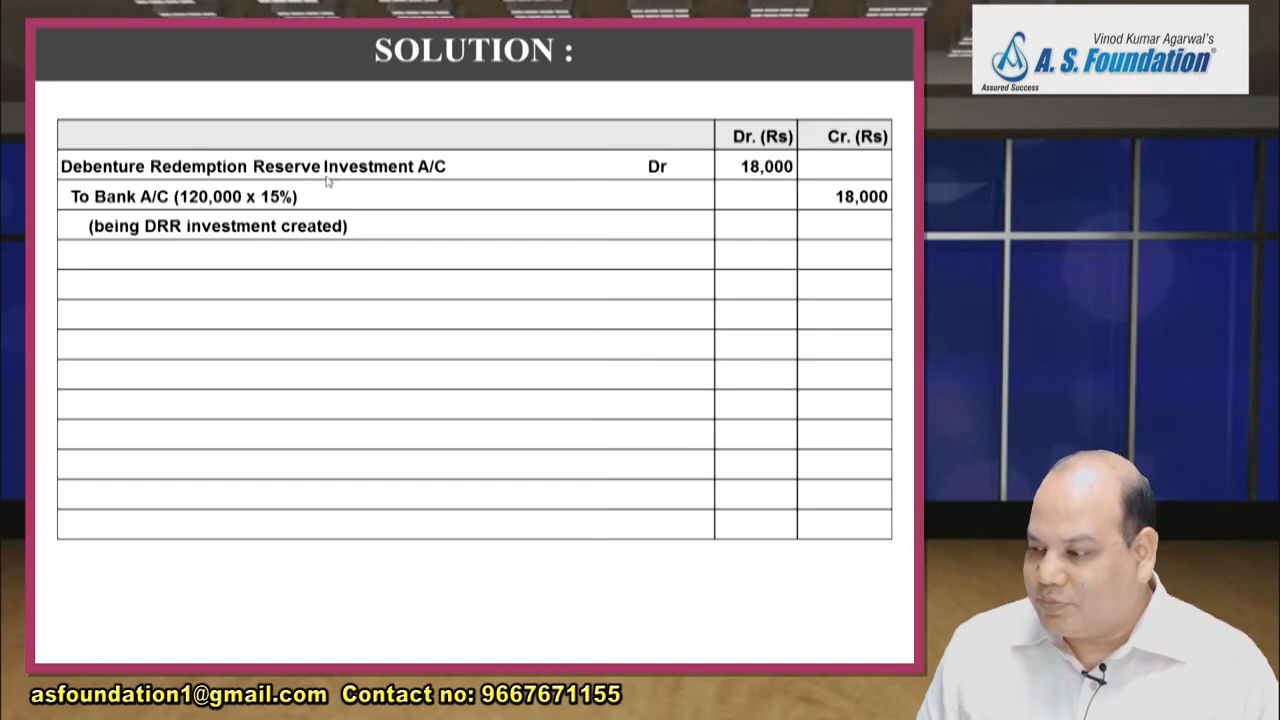 SOLUTION :
Vinod Kumar Agarwal's
A. S. Foundation®
Assured Success
Dr. (Rs) Cr. (Rs)
Debenture Redemption Reserve Investment A/C Dr 18,000
To Bank A/C (120,000 x 15%) 18,000
(being DRR investment created)
asfoundation1@gmail.com Contact no: 9667671155